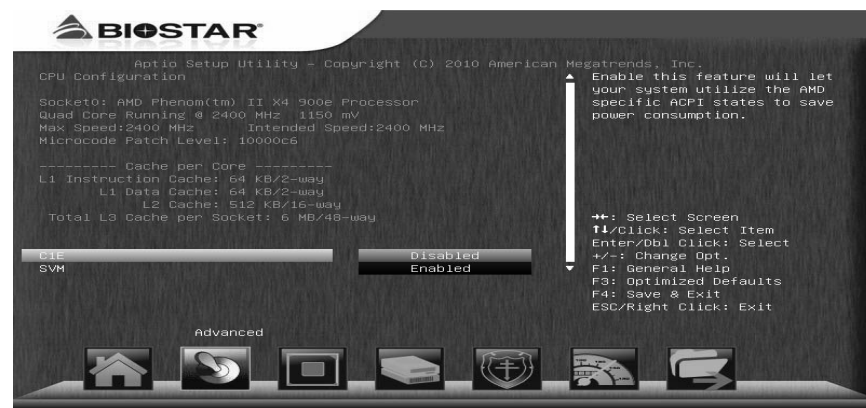 BIOSTAR®
Aptio Setup Utility - Copyright (C) 2010 American Megatrends, Inc.
CPU Configuration
Socket0: AMD Phenom(tm) II X4 900e Processor
Quad Core Running @ 2400 MHz 1150 mV
Max Speed:2400 MHz Intended Speed:2400 MHz
Microcode Patch Level: 10000c6
--------- Cache per Core ---------
L1 Instruction Cache: 64 KB/2-way
L1 Data Cache: 64 KB/2-way
L2 Cache: 512 KB/16-way
Total L3 Cache per Socket: 6 MB/48-way
C1E Disabled
SVM Enabled
Enable this feature will let
your system utilize the AMD
specific ACPI states to save
power consumption.
→←: Select Screen
↑↓/Click: Select Item
Enter/Dbl Click: Select
+/-: Change Opt.
F1: General Help
F3: Optimized Defaults
F4: Save & Exit
ESC/Right Click: Exit
Advanced